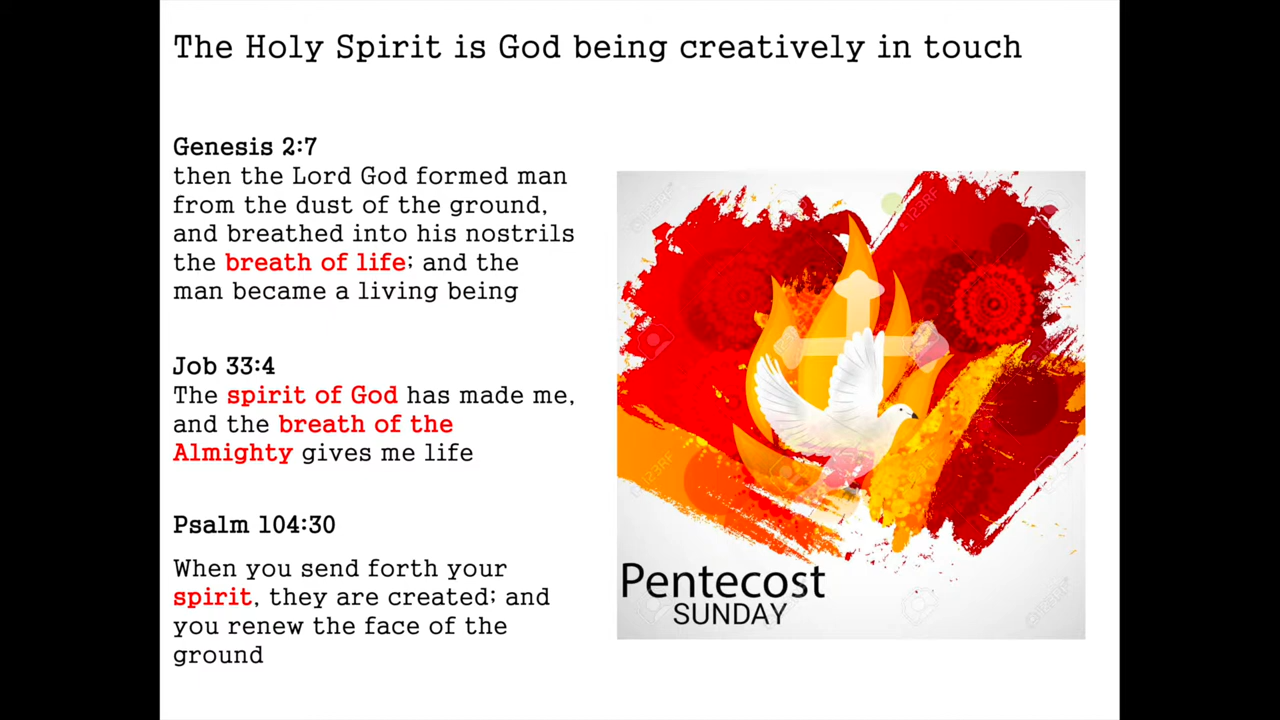 The Holy Spirit is God being creatively in touch
Genesis 2:7
then the Lord God formed man
from the dust of the ground,
and breathed into his nostrils
the breath of life; and the
man became a living being
Job 33:4
The spirit of God has made me,
and the breath of the
Almighty gives me life
Psalm 104:30
When you send forth your
spirit, they are created; and
you renew the face of the
ground
Pentecost
SUNDAY